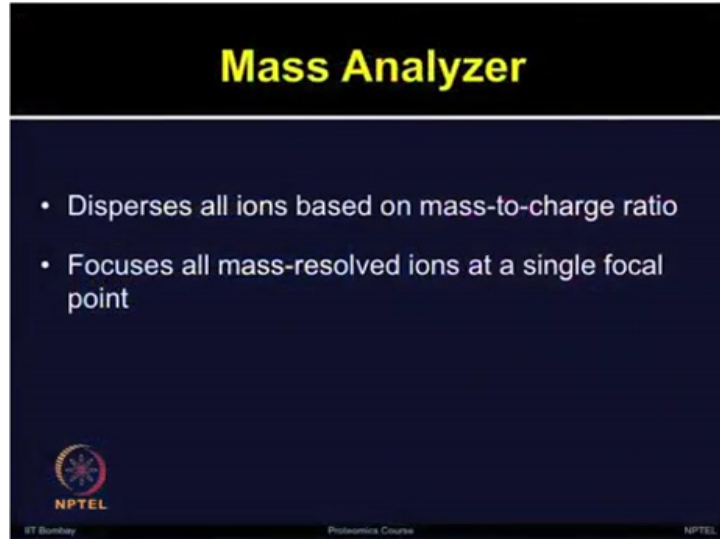 Mass Analyzer
• Disperses all ions based on mass-to-charge ratio
• Focuses all mass-resolved ions at a single focal
point
NPTEL
IIT Bombay
Proteomics Course
NPTEL